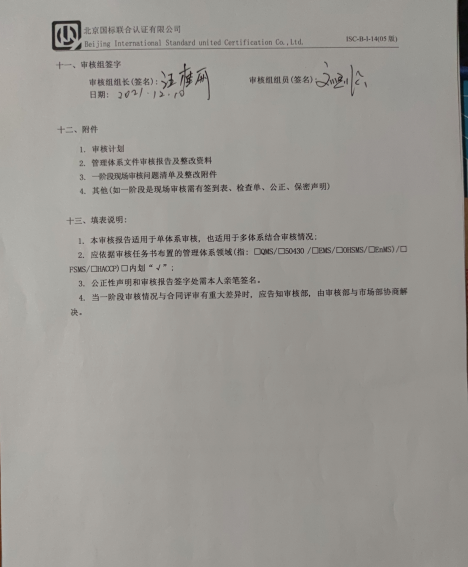 北京国标联合认证有限公司
Beijing International Standard united Certification Co.,Ltd.
ISC-B-I-14(05版)
十一、审核组签字
审核组组长(签名): 审核组组员(签名):
日期: 2021.12.10
十二、附件
1. 审核计划
2. 管理体系文件审核报告及整改资料
3. 一阶段现场审核问题清单及整改附件
4. 其他(如一阶段是现场审核需有签到表、检查单、公正、保密声明)
十三、填表说明:
1. 本审核报告适用于单体系审核，也适用于多体系结合审核情况;
2. 应依据审核任务书布置的管理体系领域(指: □QMS/□50430 /□EMS/□OHSMS/□EnMS)/□
FSMS/□HACCP)□内划“√”;
3. 公正性声明和审核报告签字处需本人亲笔签名。
4. 当一阶段审核情况与合同评审有重大差异时，应告知审核部，由审核部与市场部协商解
决。